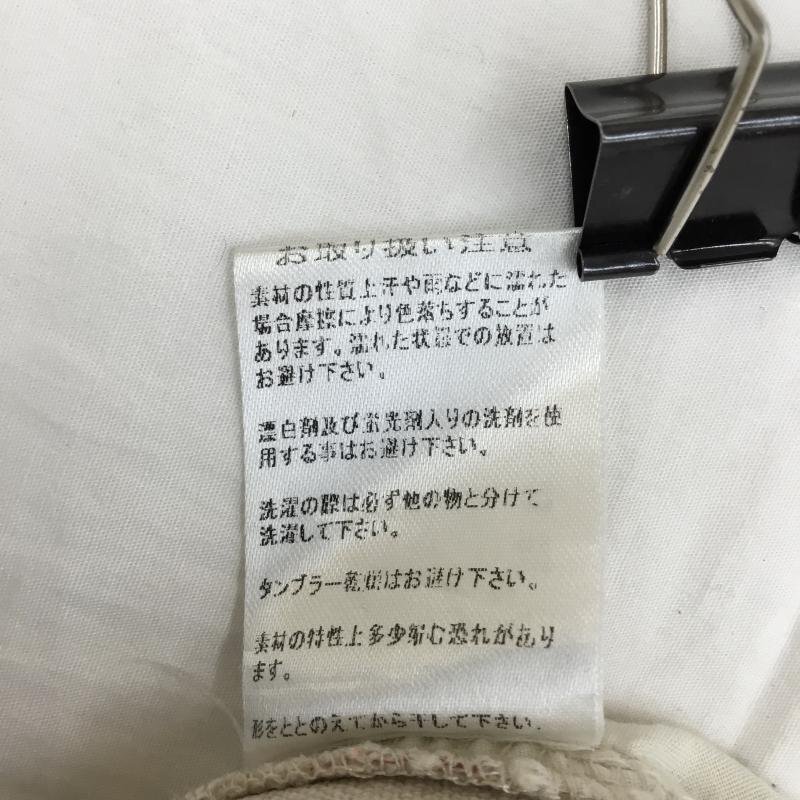 お取り扱い注意
素材の性質上汗や雨などに濡れた
場合摩擦により色落ちすることが
あります。濡れた状態での放置は
お避け下さい。
漂白剤及び蛍光剤入りの洗剤を使
用する事はお避け下さい。
洗濯の際は必ず他の物と分けて
洗濯して下さい。
タンブラー乾燥はお避け下さい。
素材の特性上多少縮む恐れがあり
ます。
形をととのえてから干して下さい.